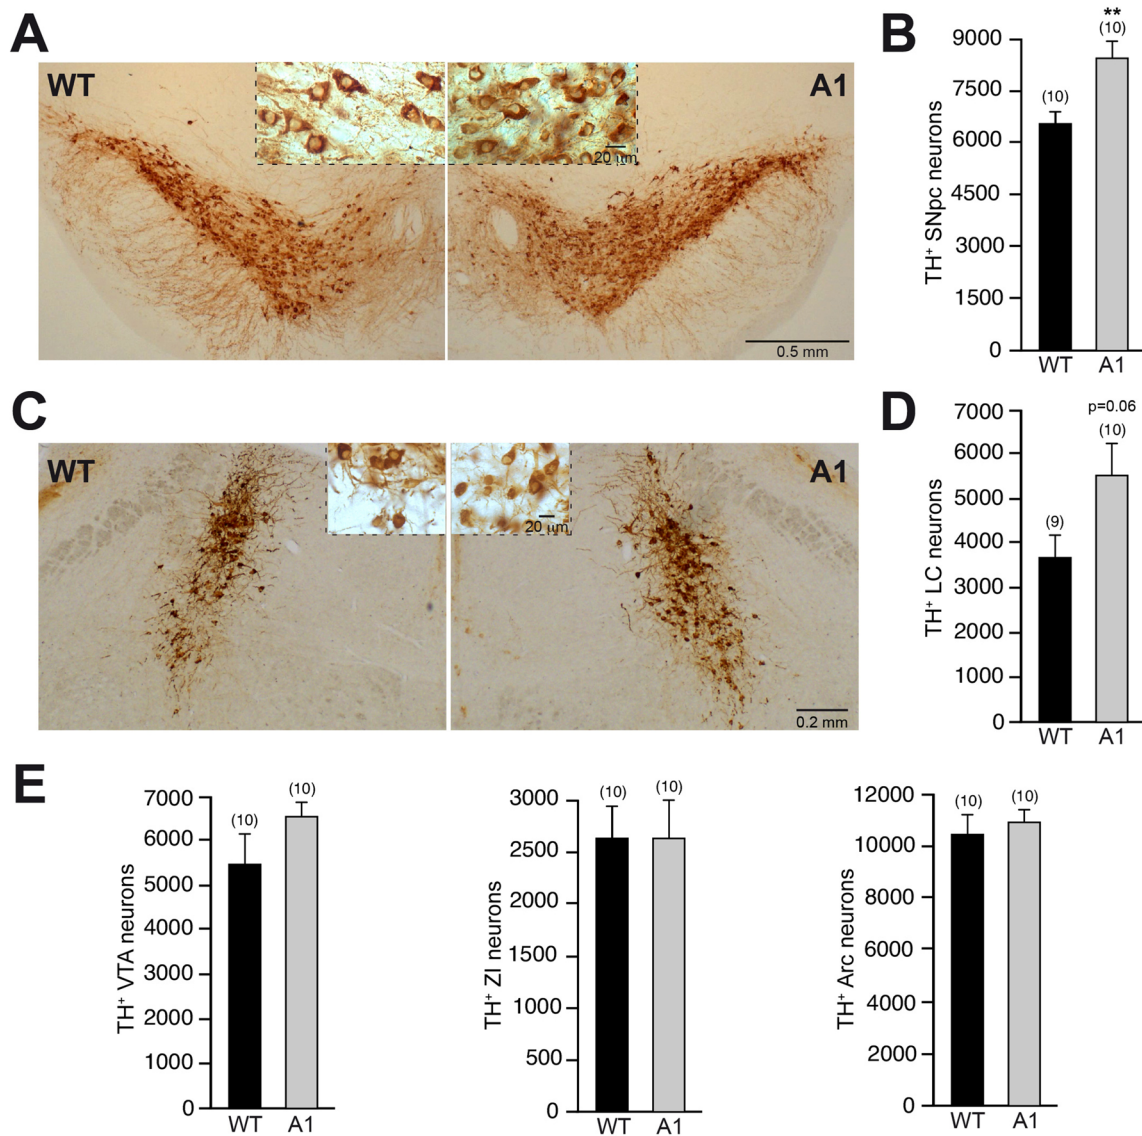 A
WT
A1
20 μm
0.5 mm
B
**
(10)
(10)
9000
7500
6000
4500
3000
1500
0
TH+ SNpc neurons
WT
A1
C
WT
A1
20 μm
0.2 mm
D
p=0.06
(10)
(9)
7000
6000
5000
4000
3000
2000
1000
0
TH+ LC neurons
WT
A1
E
(10)
(10)
7000
6000
5000
4000
3000
2000
1000
0
TH+ VTA neurons
WT
A1
(10)
(10)
3000
2500
2000
1500
1000
500
0
TH+ ZI neurons
WT
A1
(10)
(10)
12000
10000
8000
6000
4000
2000
0
TH+ Arc neurons
WT
A1